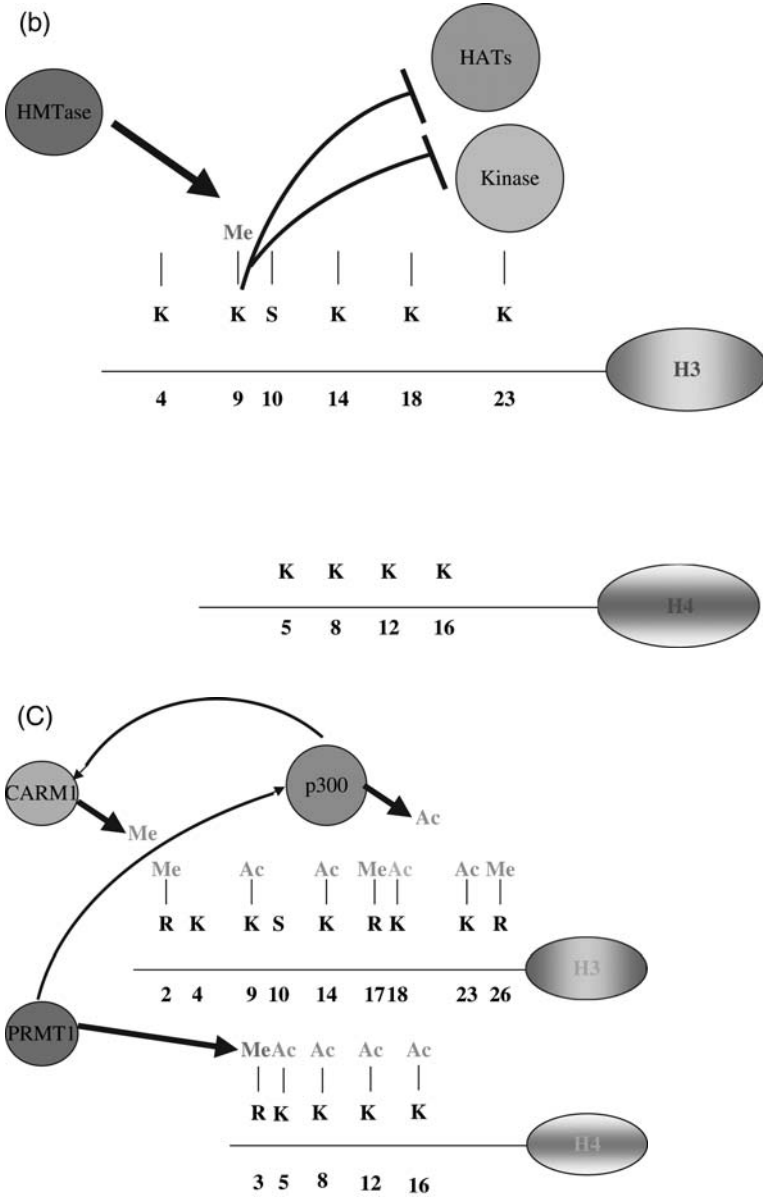 (b)
HATs
HMTase
Kinase
Me
K K S K K K
H3
4 9 10 14 18 23
K K K K
H4
5 8 12 16
(C)
p300
CARM1
Ac
Me
Me Ac Ac Me Ac Ac Me
R K K S K R K K R
H3
2 4 9 10 14 17 18 23 26
PRMT1
Me Ac Ac Ac Ac
R K K K K
H4
3 5 8 12 16